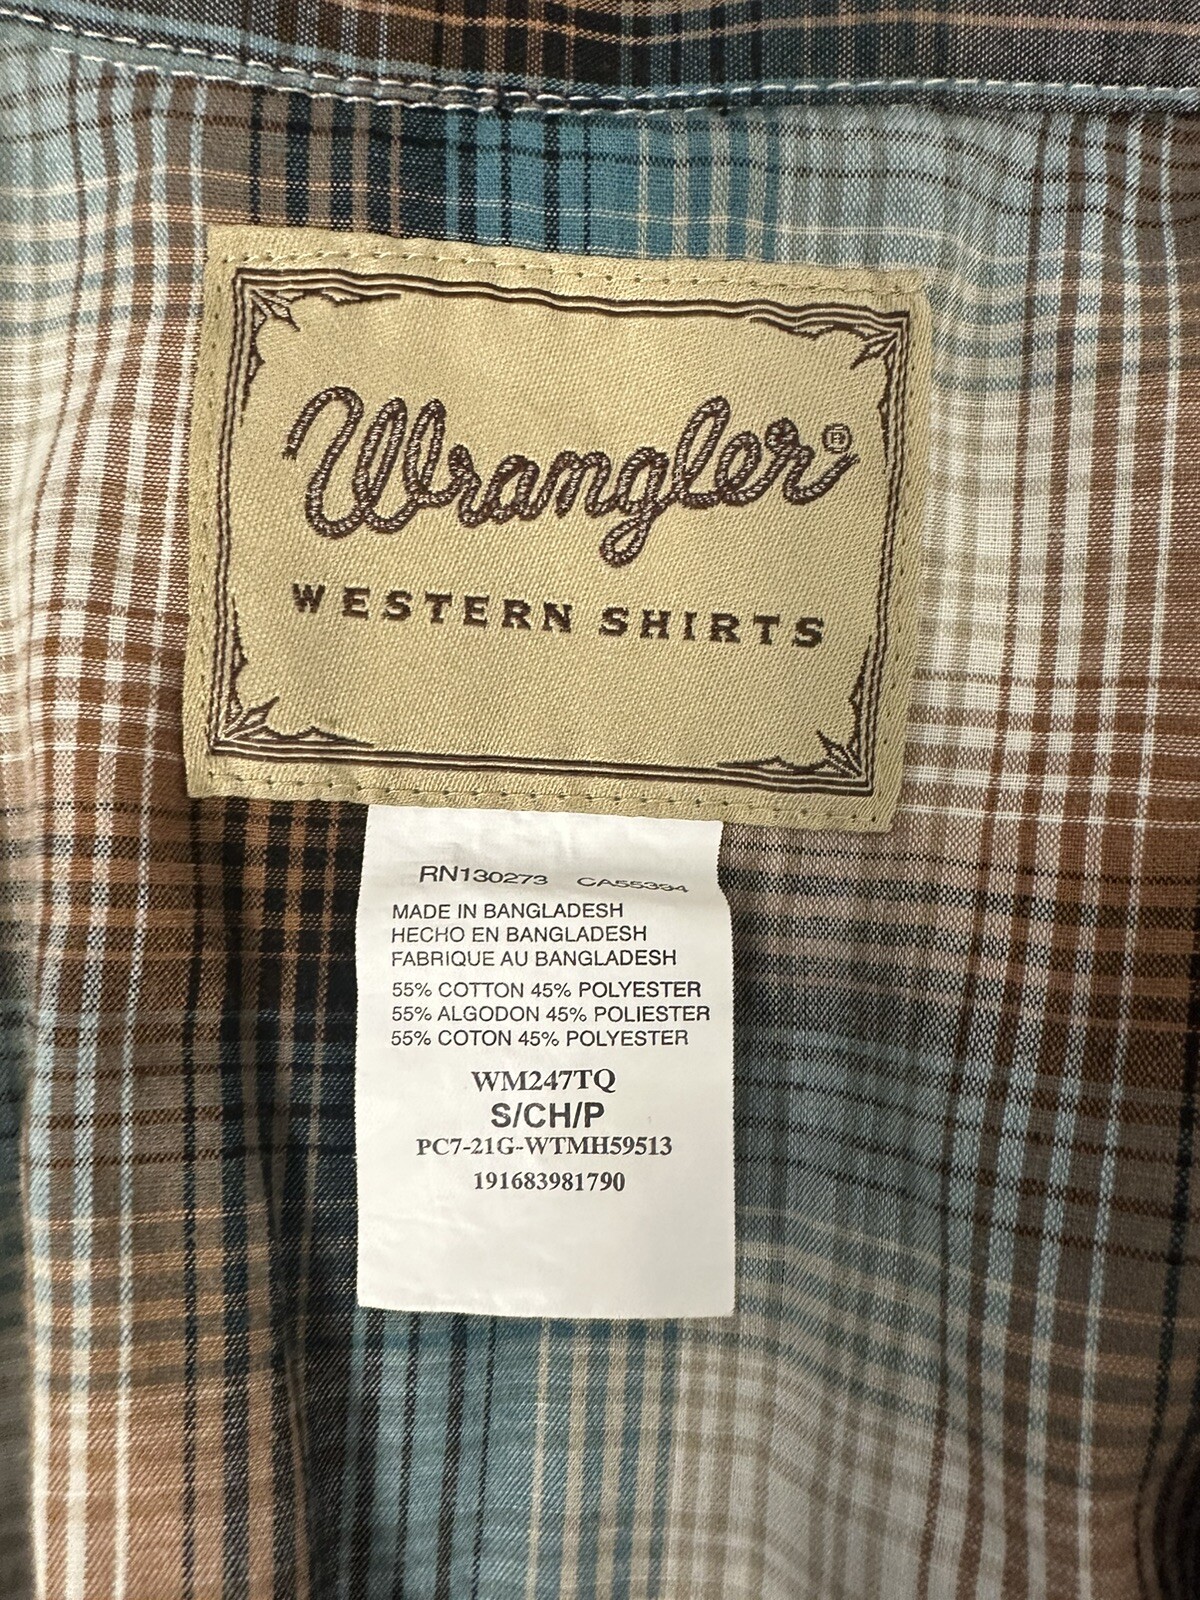 Wrangler®
WESTERN SHIRTS
RN130273 CA55394
MADE IN BANGLADESH
HECHO EN BANGLADESH
FABRIQUE AU BANGLADESH
55% COTTON 45% POLYESTER
55% ALGODON 45% POLIESTER
55% COTON 45% POLYESTER
WM247TQ
S/CH/P
PC7-21G-WTMH59513
191683981790